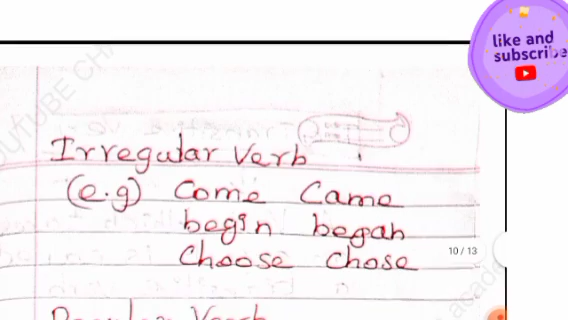 like and
subscribe
Irregular Verb
(e.g) Come Came
begin began
Choose chose
10 / 13